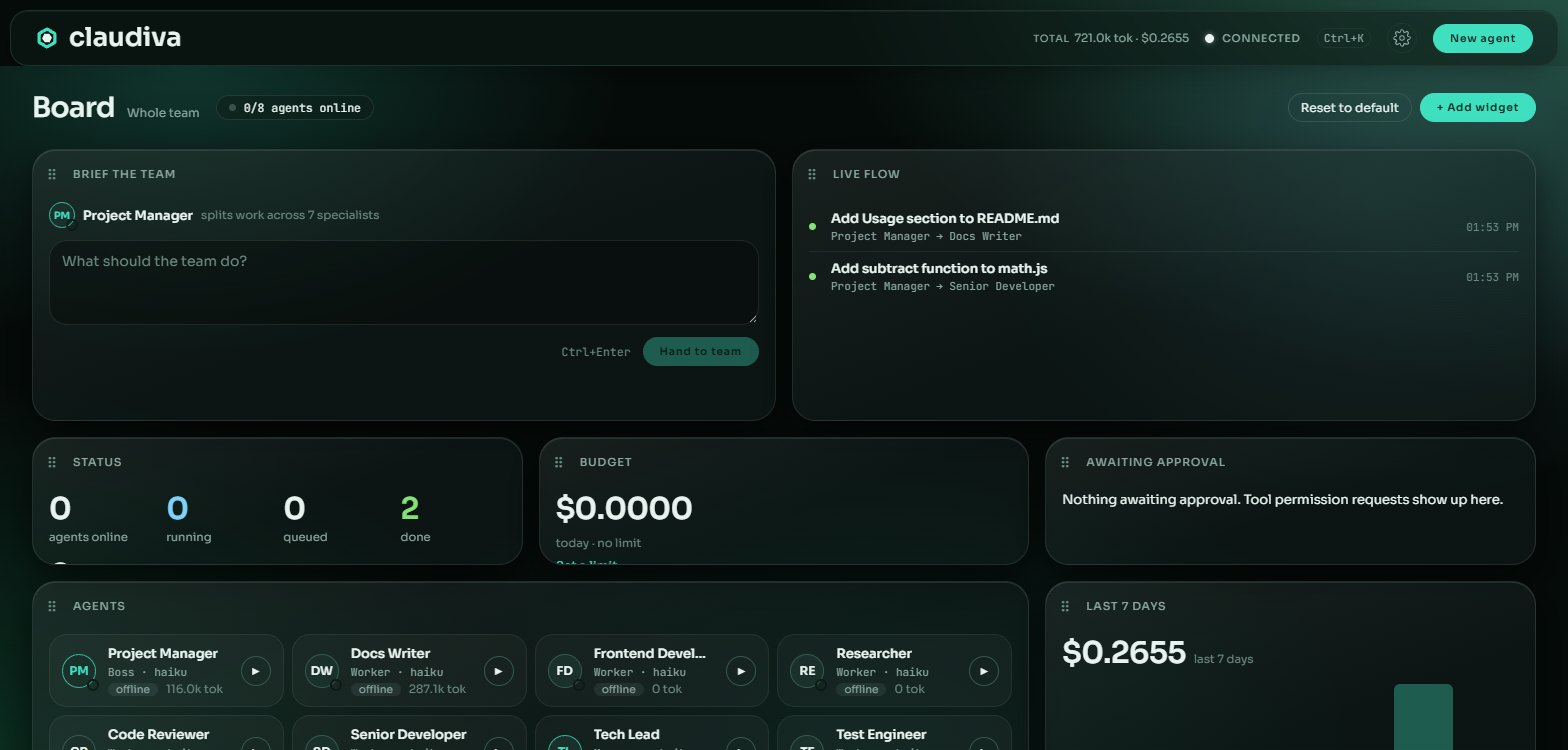 claudiva
TOTAL 721.0k tok · $0.2655
CONNECTED
Ctrl+K
New agent
Board
Whole team
0/8 agents online
Reset to default
+ Add widget
BRIEF THE TEAM
PM
Project Manager splits work across 7 specialists
What should the team do?
Ctrl+Enter
Hand to team
LIVE FLOW
Add Usage section to README.md
Project Manager → Docs Writer
01:53 PM
Add subtract function to math.js
Project Manager → Senior Developer
01:53 PM
STATUS
0
agents online
0
running
0
queued
2
done
BUDGET
$0.0000
today · no limit
AWAITING APPROVAL
Nothing awaiting approval. Tool permission requests show up here.
AGENTS
PM
Project Manager
Boss · haiku
offline 116.0k tok
DW
Docs Writer
Worker · haiku
offline 287.1k tok
FD
Frontend Devel...
Worker · haiku
offline 0 tok
RE
Researcher
Worker · haiku
offline 0 tok
Code Reviewer
Senior Developer
Tech Lead
Test Engineer
LAST 7 DAYS
$0.2655 last 7 days